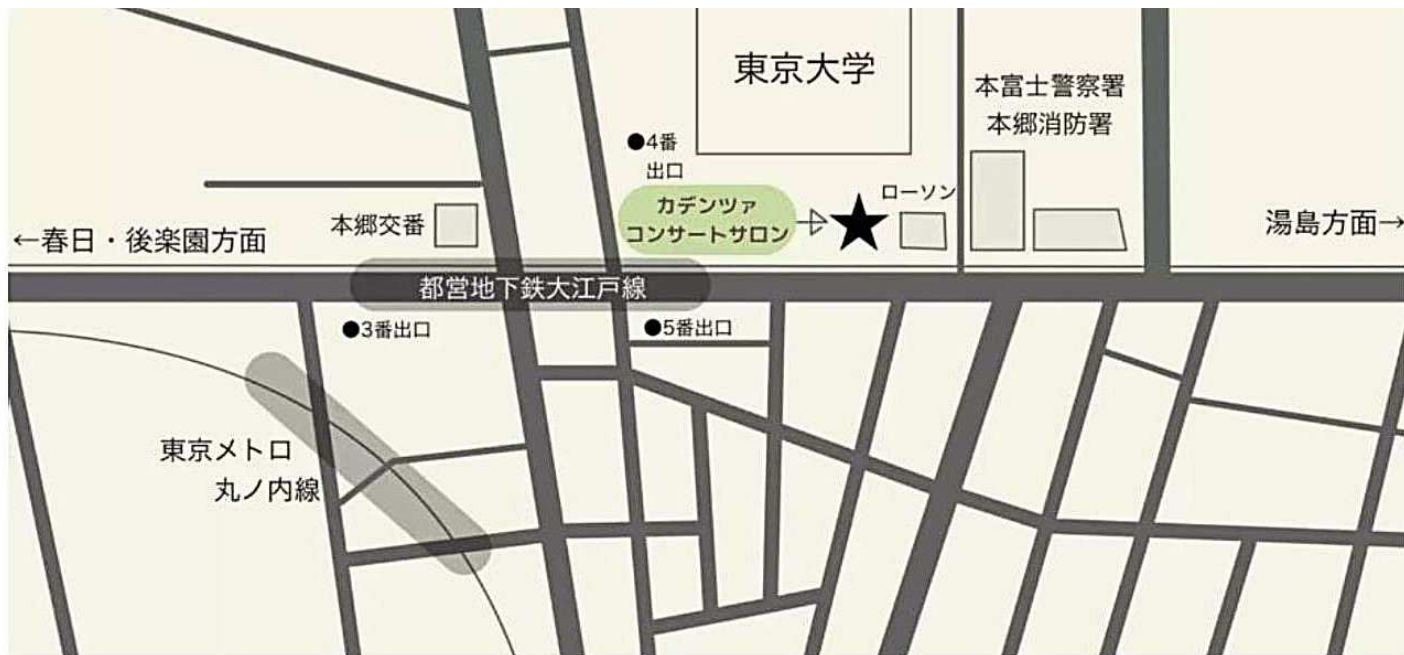 東京大学
本富士警察署
本郷消防署
●4番
出口
カデンツァ
コンサートサロン
ローソン
本郷交番
←春日・後楽園方面
湯島方面→
都営地下鉄大江戸線
●3番出口
●5番出口
東京メトロ
丸ノ内線